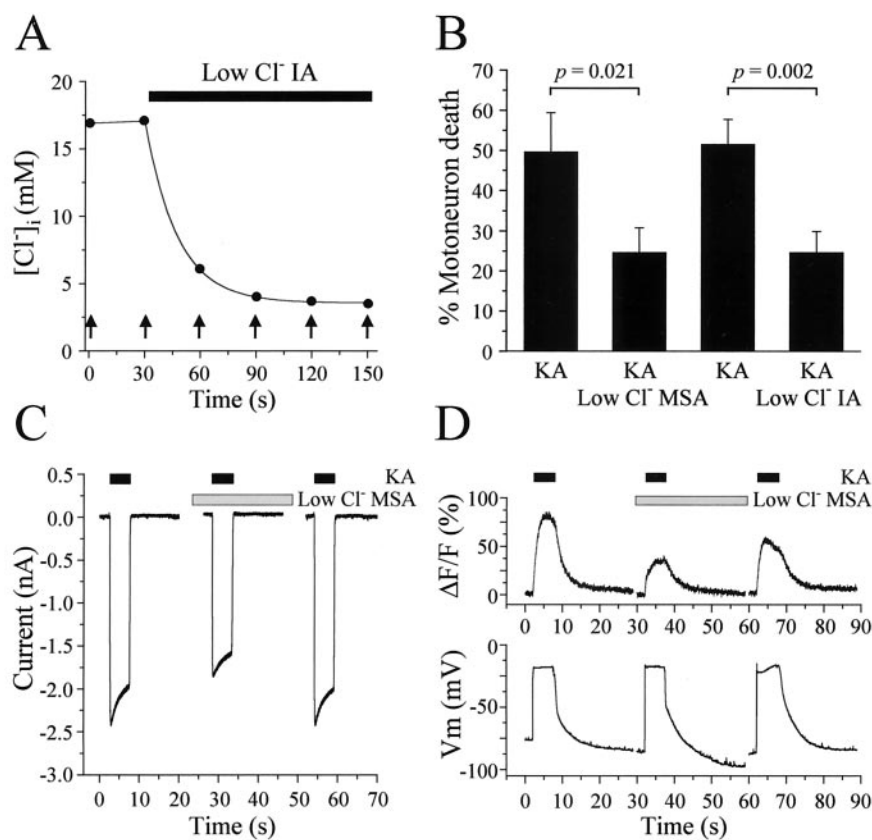 A
Low Cl⁻ IA
20
15
10
5
0
[Cl⁻]i (mM)
0 30 60 90 120 150
Time (s)
B
p = 0.021 p = 0.002
70
60
50
40
30
20
10
0
% Motoneuron death
KA KA KA KA
Low Cl⁻ MSA Low Cl⁻ IA
C
KA
Low Cl⁻ MSA
0.5
0.0
-0.5
-1.0
-1.5
-2.0
-2.5
-3.0
Current (nA)
0 10 20 30 40 50 60 70
Time (s)
D
KA
Low Cl⁻ MSA
100
75
50
25
0
ΔF/F (%)
0 10 20 30 40 50 60 70 80 90
0
-50
-100
Vm (mV)
0 10 20 30 40 50 60 70 80 90
Time (s)